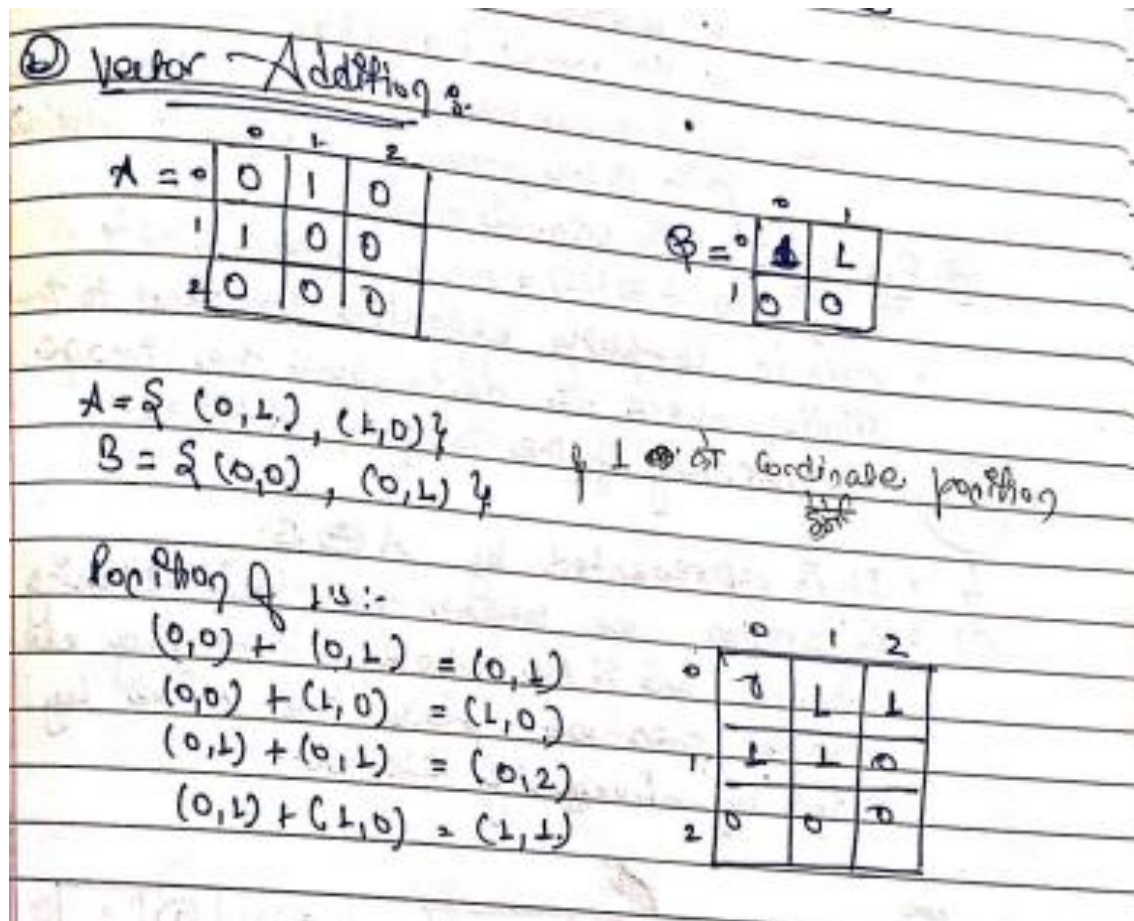 ② Vector Addition :-
0 1 2
A = 0 0 1 0
1 1 0 0
2 0 0 0
0 1
B = 0 1 1
1 0 0
A = { (0,1), (1,0) }
B = { (0,0), (0,1) } 1 का Cordinate position
Position of 1 is :-
(0,0) + (0,1) = (0,1)
(0,0) + (1,0) = (1,0)
(0,1) + (0,1) = (0,2)
(0,1) + (1,0) = (1,1)
0 1 2
0 0 1 1
1 1 1 0
2 0 0 0